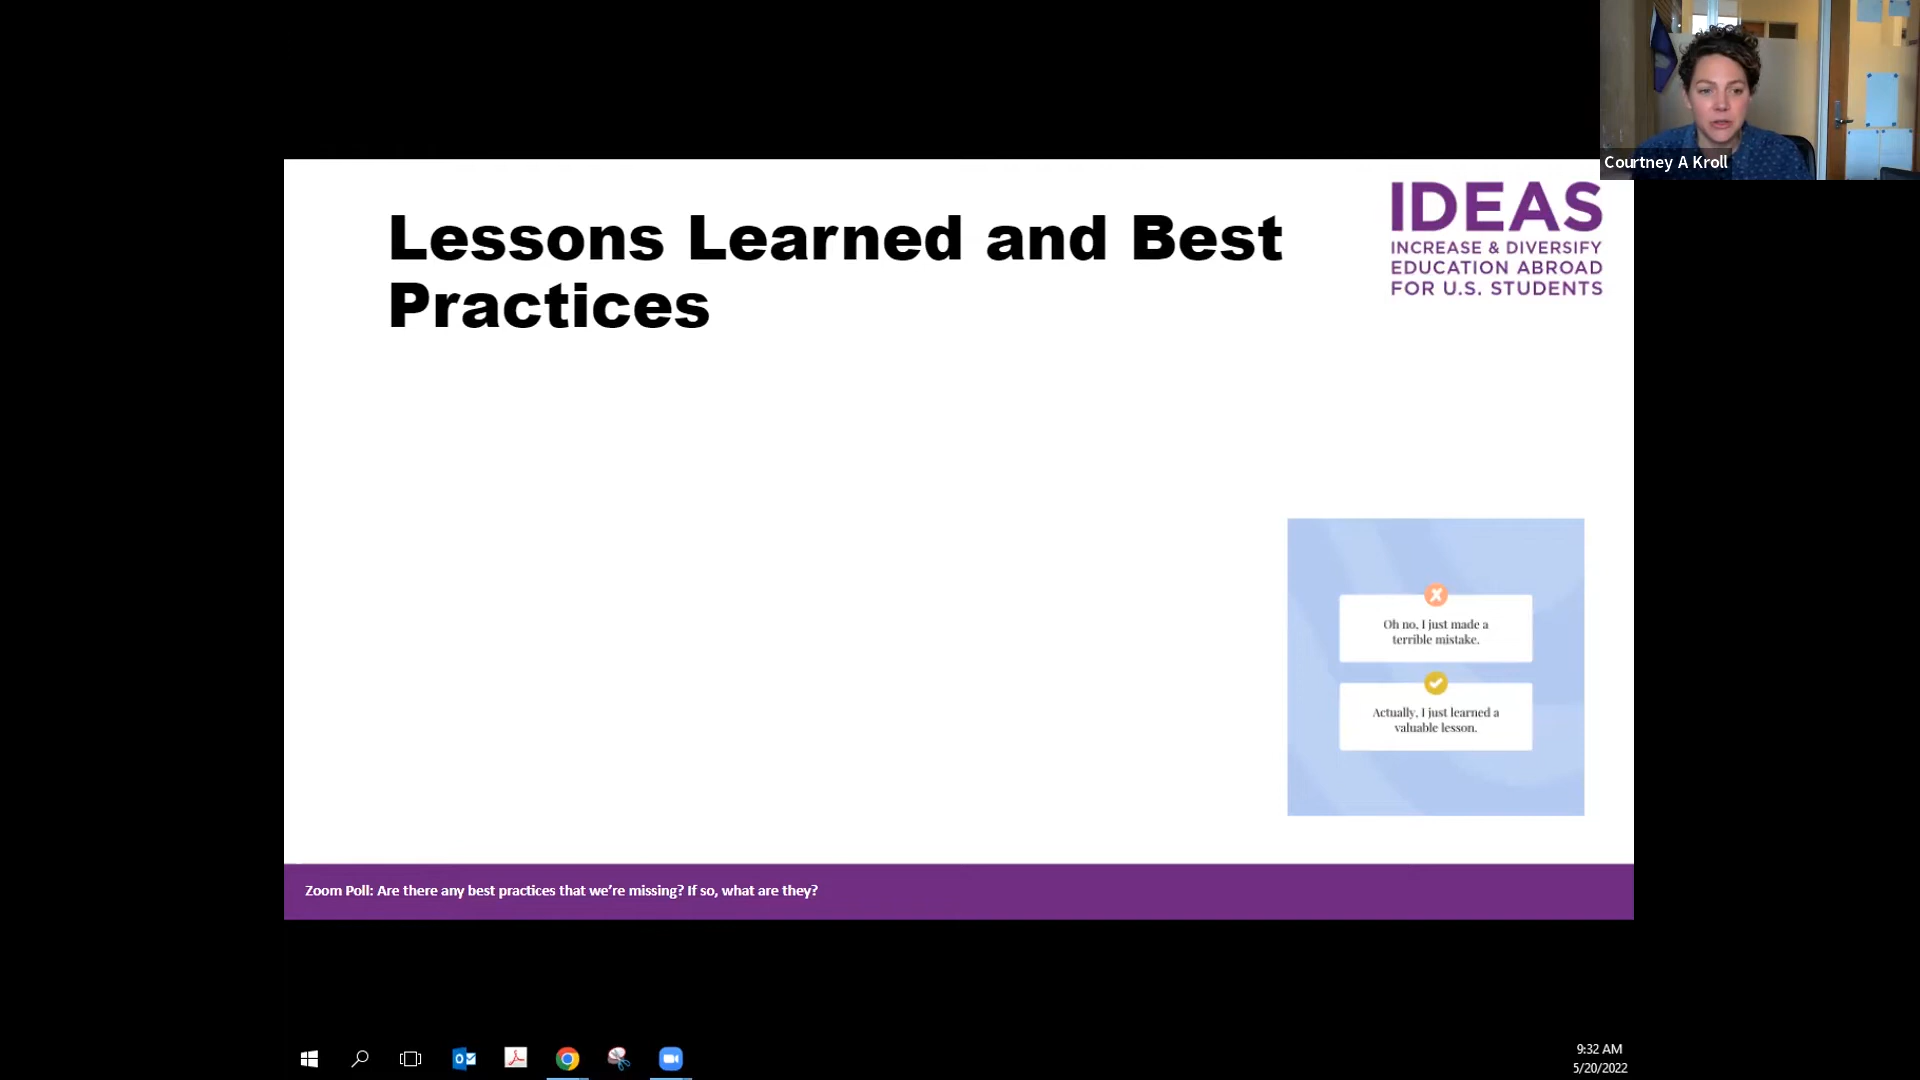 Courtney A Kroll
Lessons Learned and Best
Practices
IDEAS
INCREASE & DIVERSIFY
EDUCATION ABROAD
FOR U.S. STUDENTS
Oh no, I just made a
terrible mistake.
Actually, I just learned a
valuable lesson.
Zoom Poll: Are there any best practices that we’re missing? If so, what are they?
9:32 AM
5/20/2022